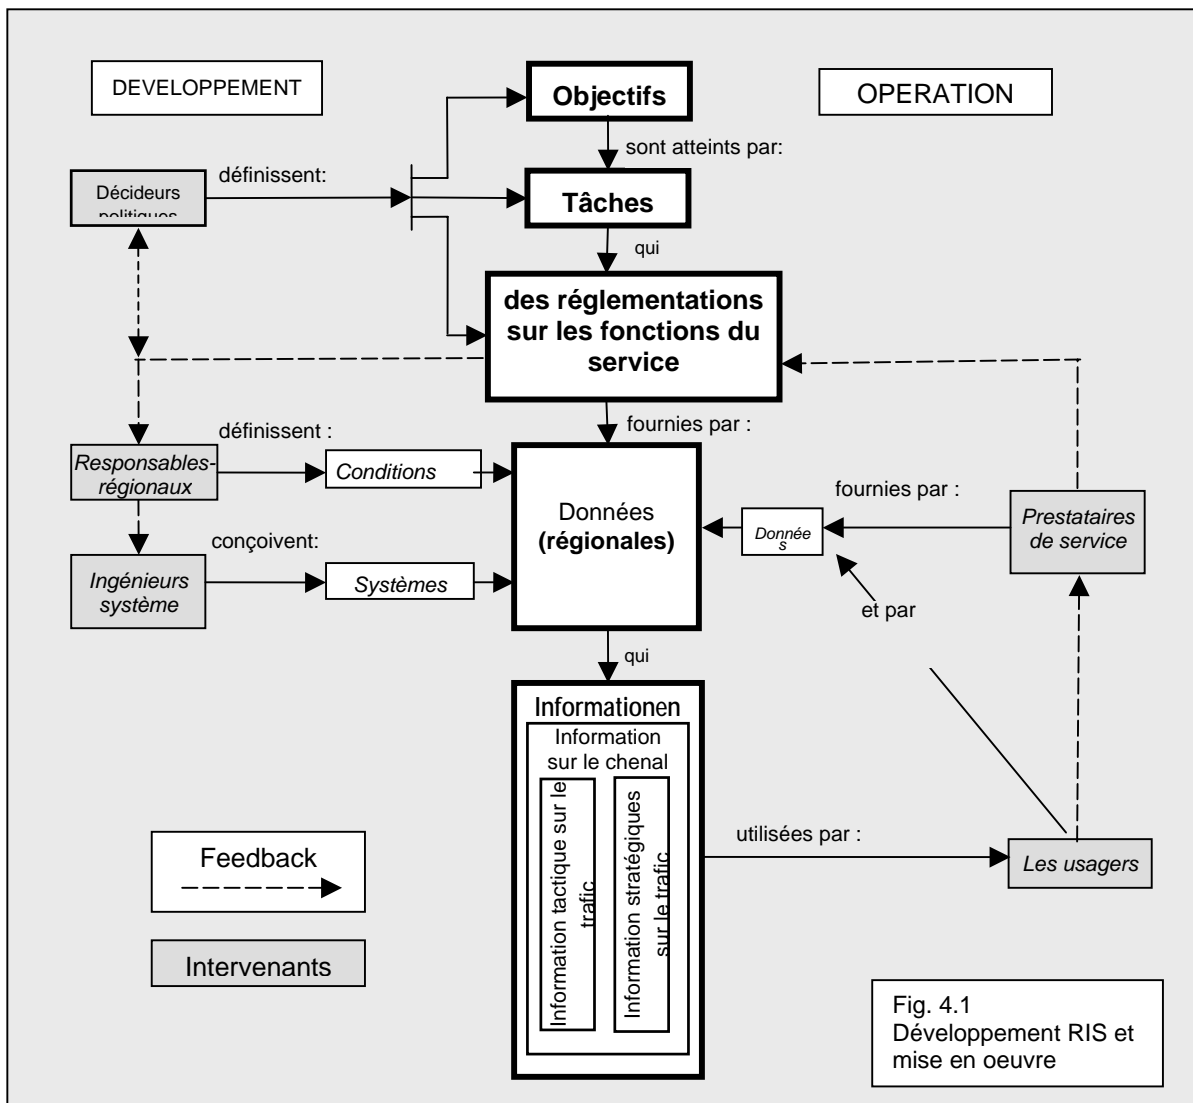 DEVELOPPEMENT
Objectifs
OPERATION
sont atteints par:
définissent:
Décideurs
politiques
Tâches
qui
des réglementations
sur les fonctions du
service
définissent :
fournies par :
Responsables-
régionaux
Conditions
Données
(régionales)
fournies par :
Donnée
s
Prestataires
de service
conçoivent:
Ingénieurs
système
Systèmes
et par
qui
Informationen
Information
sur le chenal
Information tactique sur le
trafic
Information stratégiques
sur le trafic
utilisées par :
Les usagers
Feedback
Intervenants
Fig. 4.1
Développement RIS et
mise en oeuvre